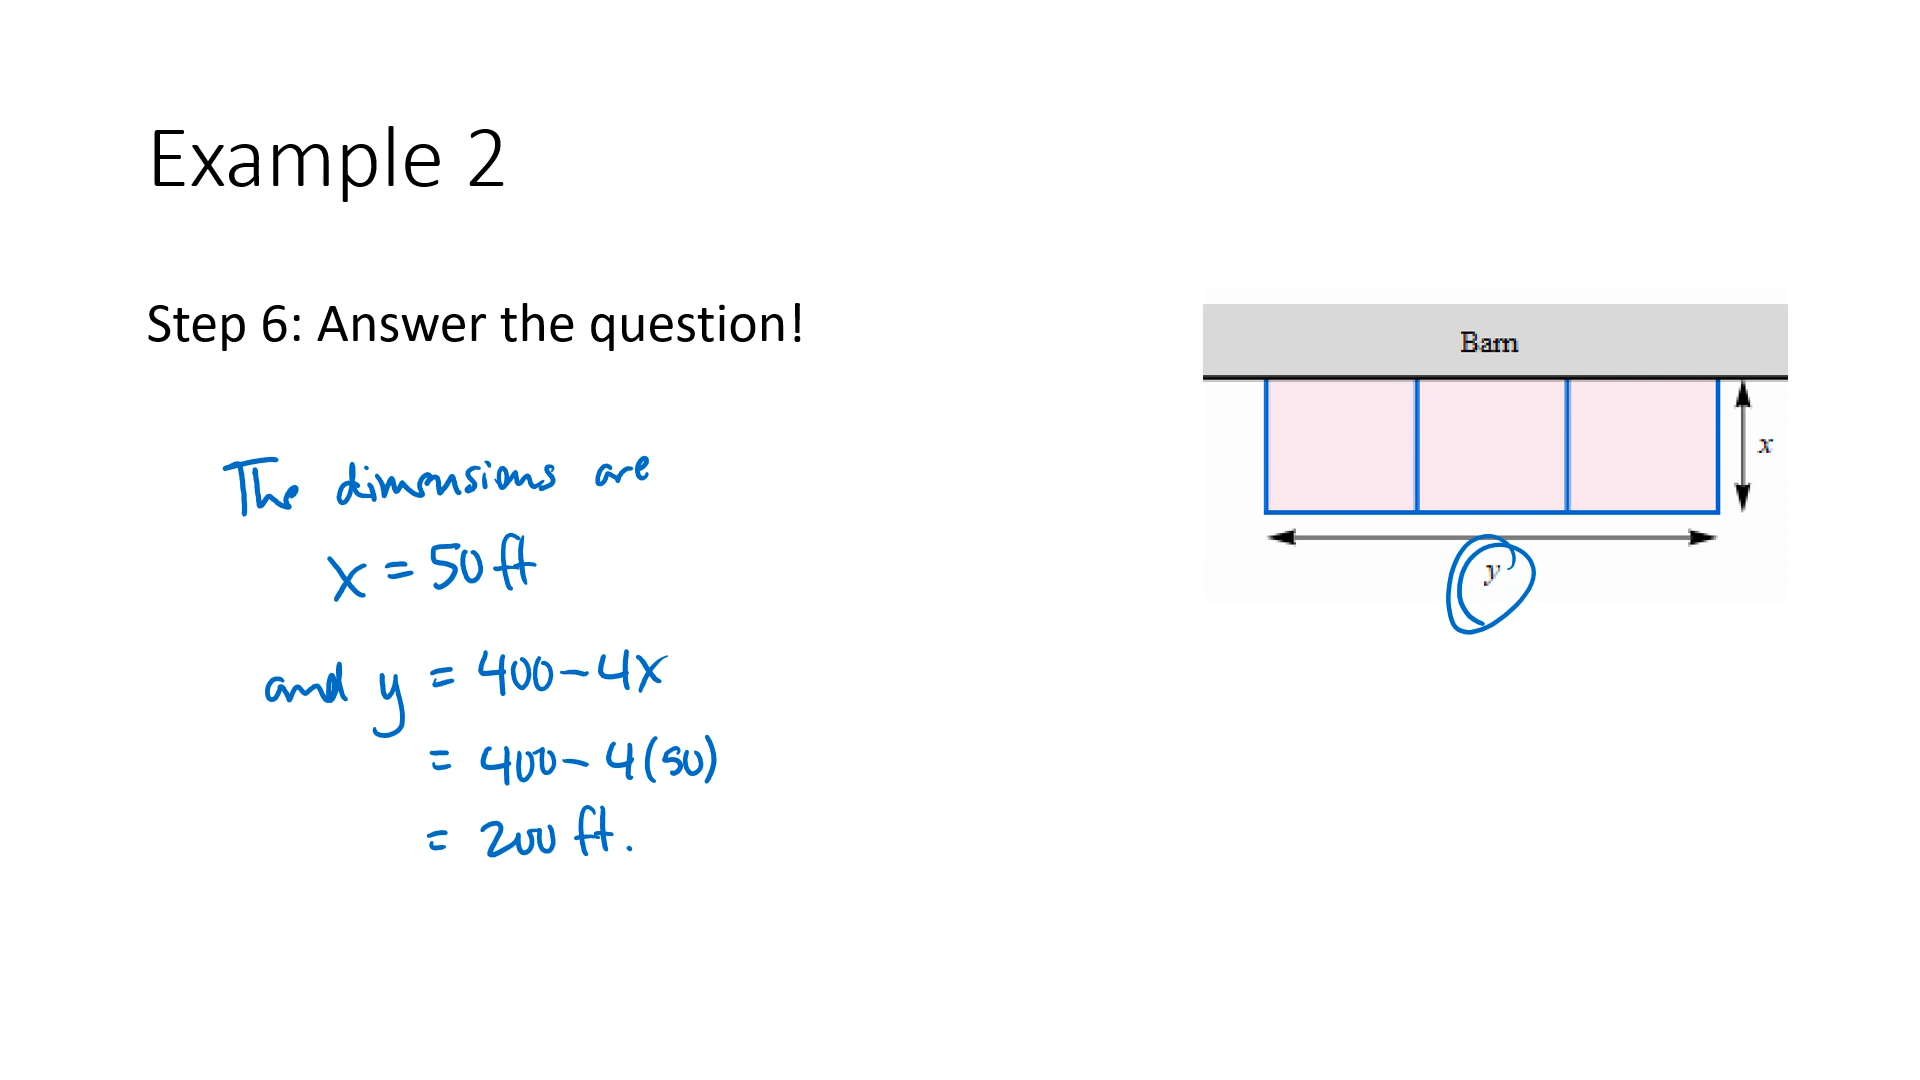 Example 2
Step 6: Answer the question!
The dimensions are
x = 50 ft
and y = 400 - 4x
= 400 - 4(50)
= 200 ft.
Barn
x
y